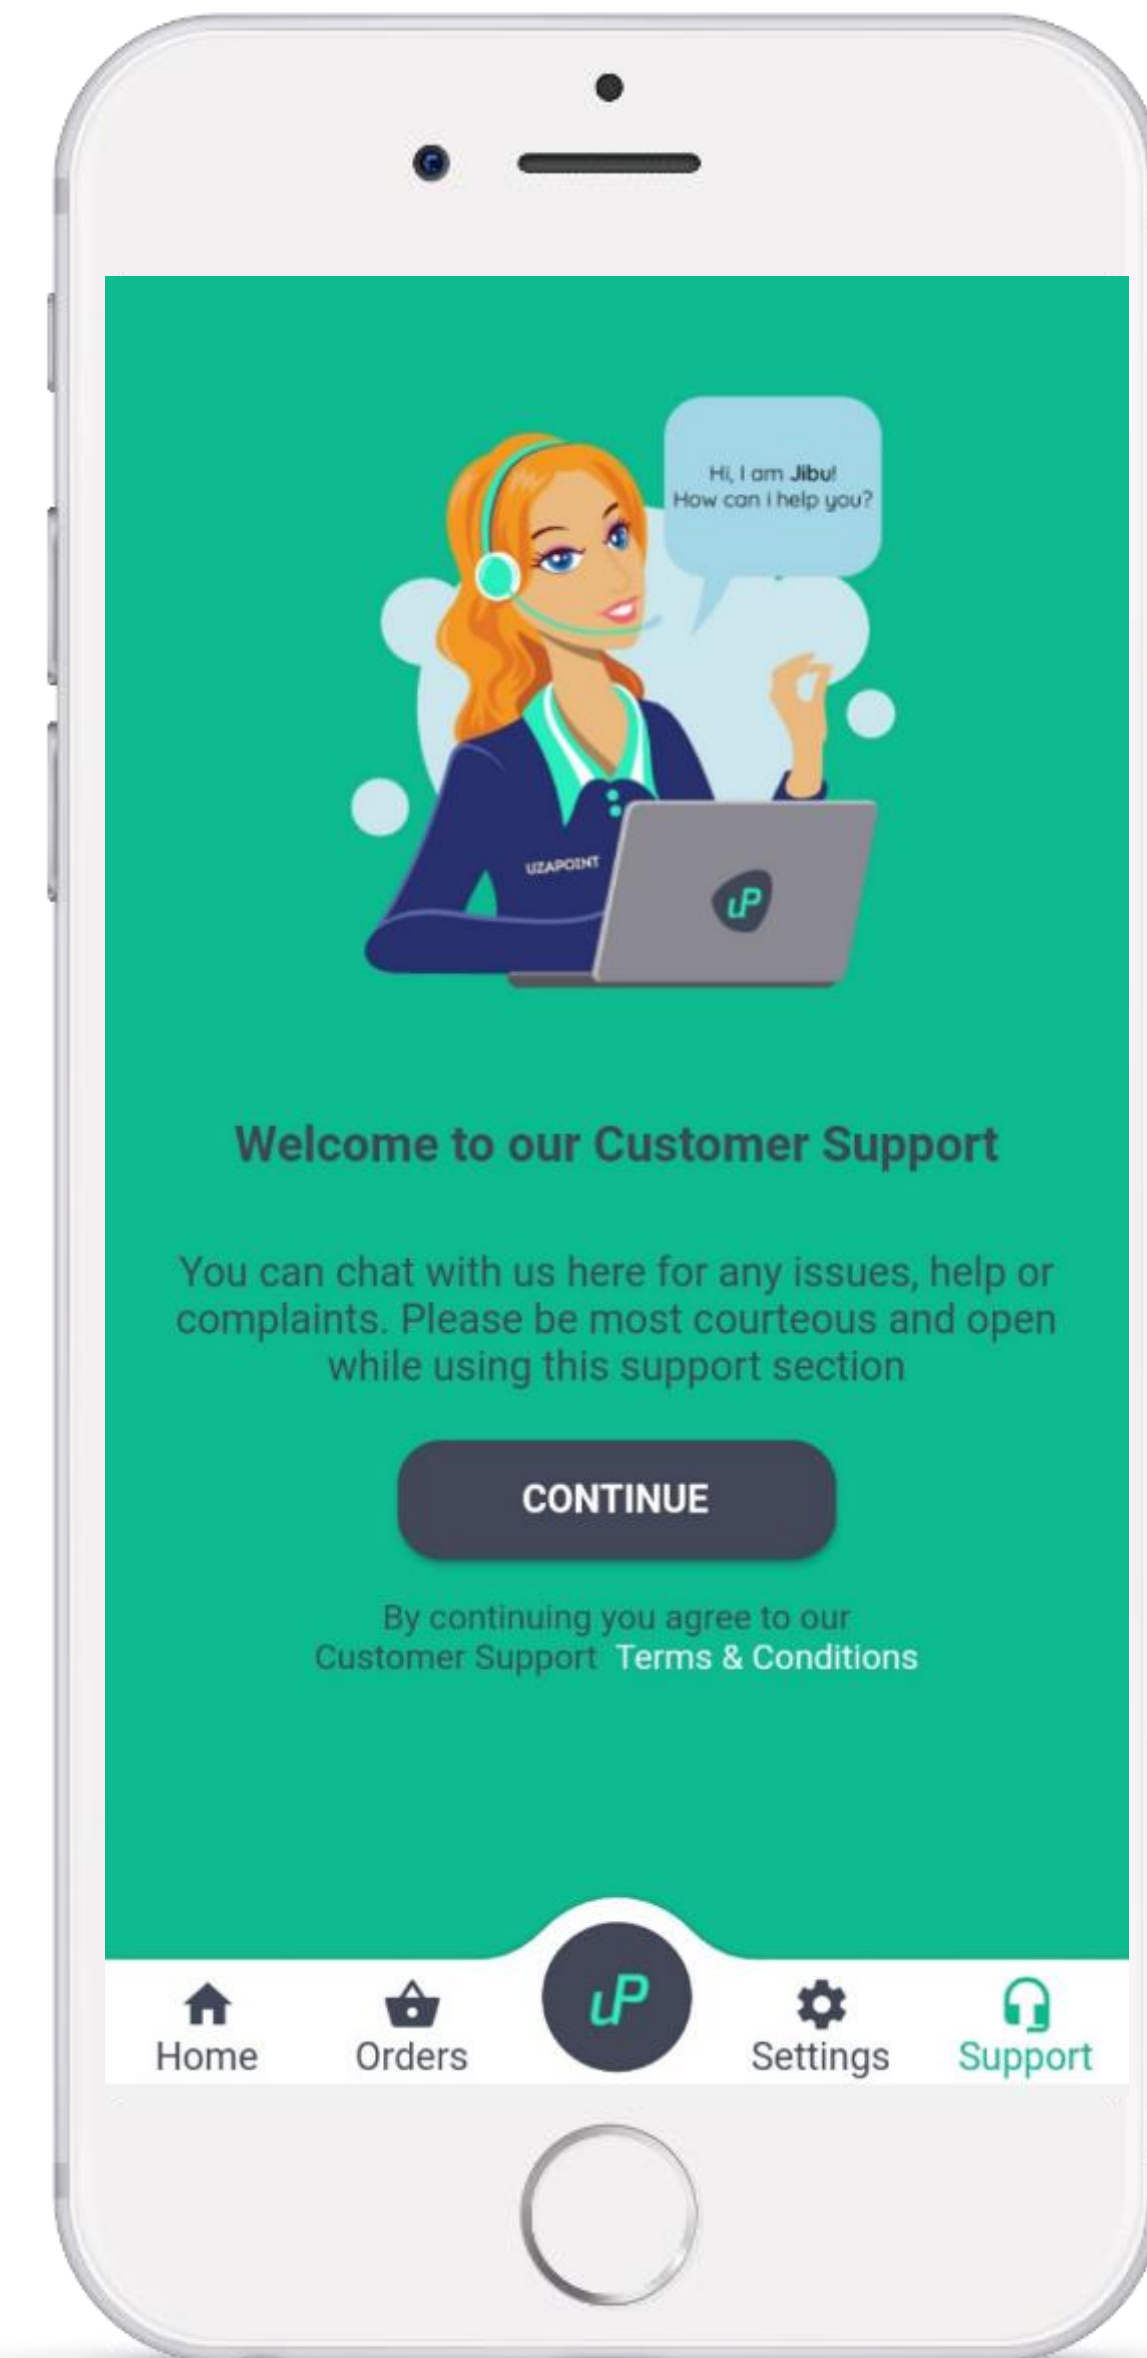 Hi, I am Jibu!
How can i help you?
UZAPOINT
uP
Welcome to our Customer Support
You can chat with us here for any issues, help or
complaints. Please be most courteous and open
while using this support section
CONTINUE
By continuing you agree to our
Customer Support Terms & Conditions
uP
Home Orders Settings Support